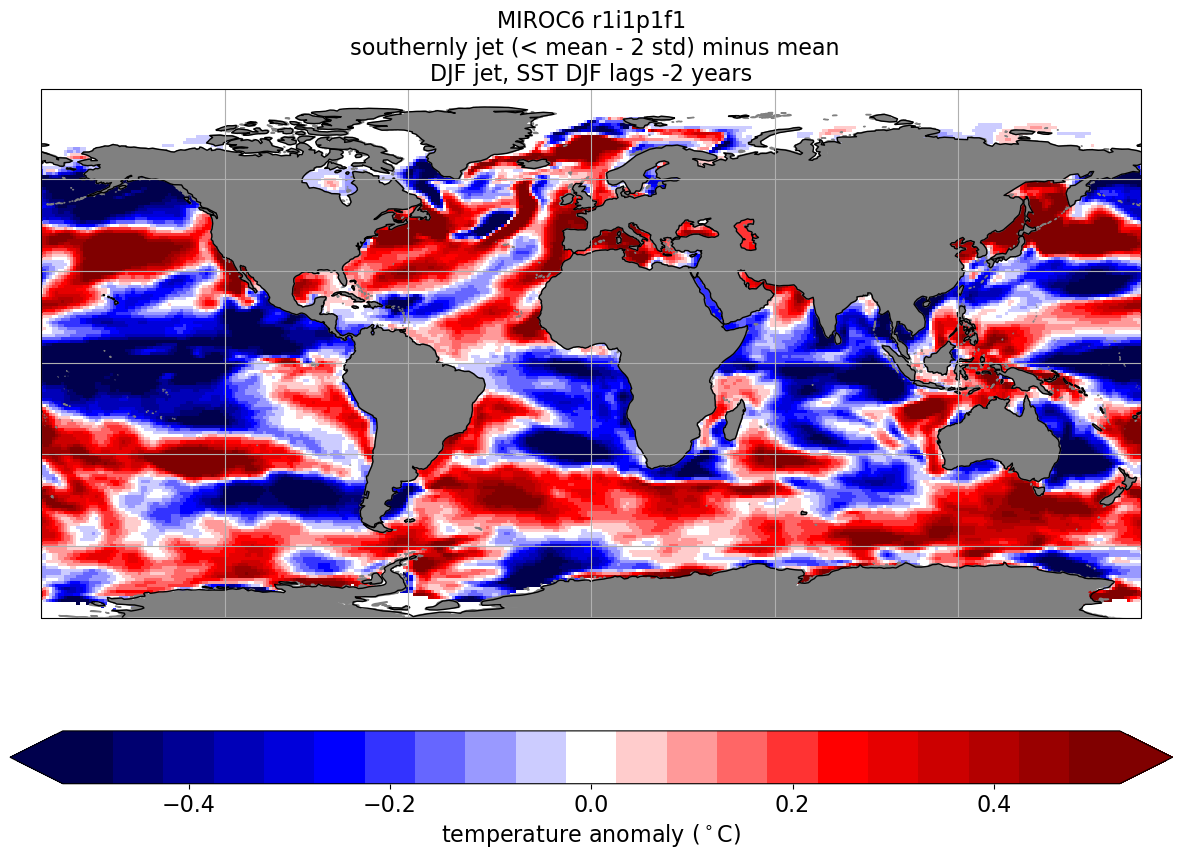 MIROC6 r1i1p1f1
southernly jet (< mean - 2 std) minus mean
DJF jet, SST DJF lags -2 years
−0.4 −0.2 0.0 0.2 0.4
temperature anomaly (°C)